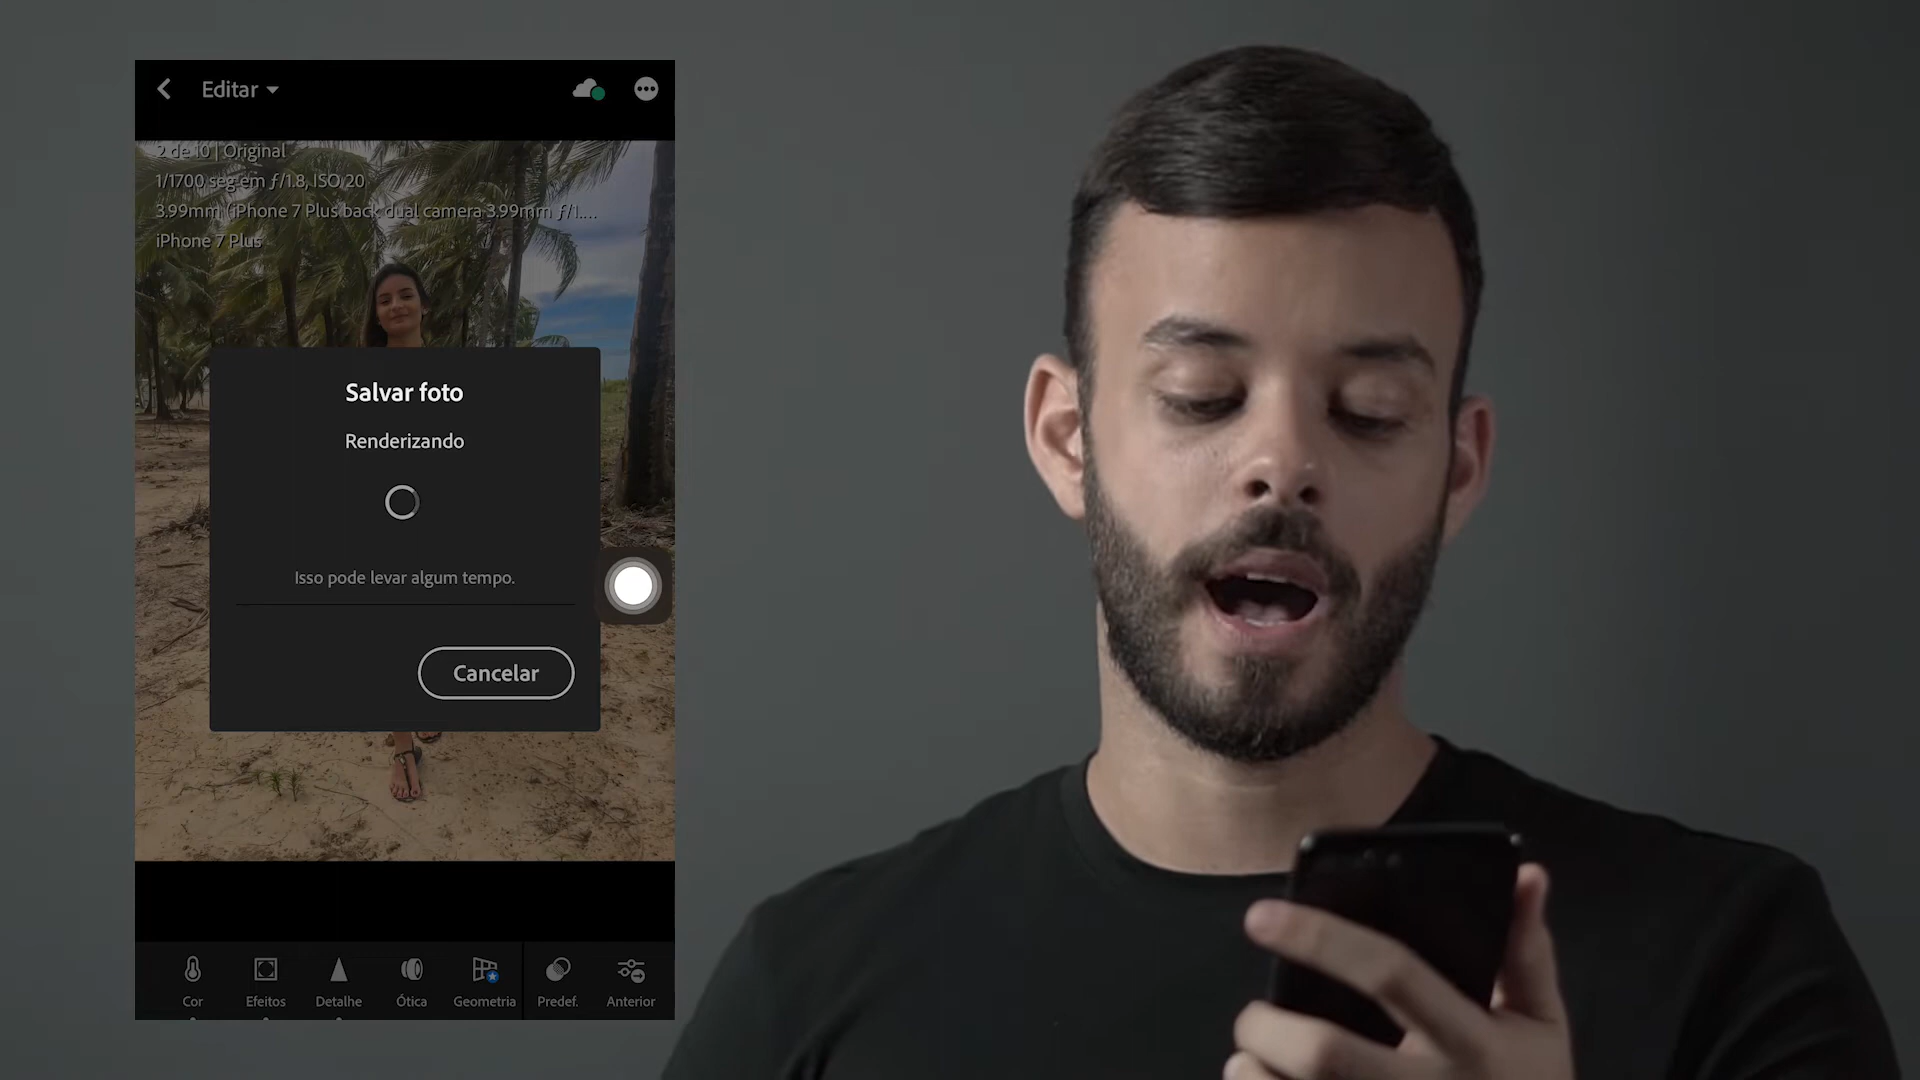 Editar
2 de 10 | Original
1/1700 seg em ƒ/1.8, ISO 20
3.99mm (iPhone 7 Plus back dual camera 3.99mm ƒ/1....
iPhone 7 Plus
Salvar foto
Renderizando
Isso pode levar algum tempo.
Cancelar
Cor Efeitos Detalhe Ótica Geometria Predef. Anterior